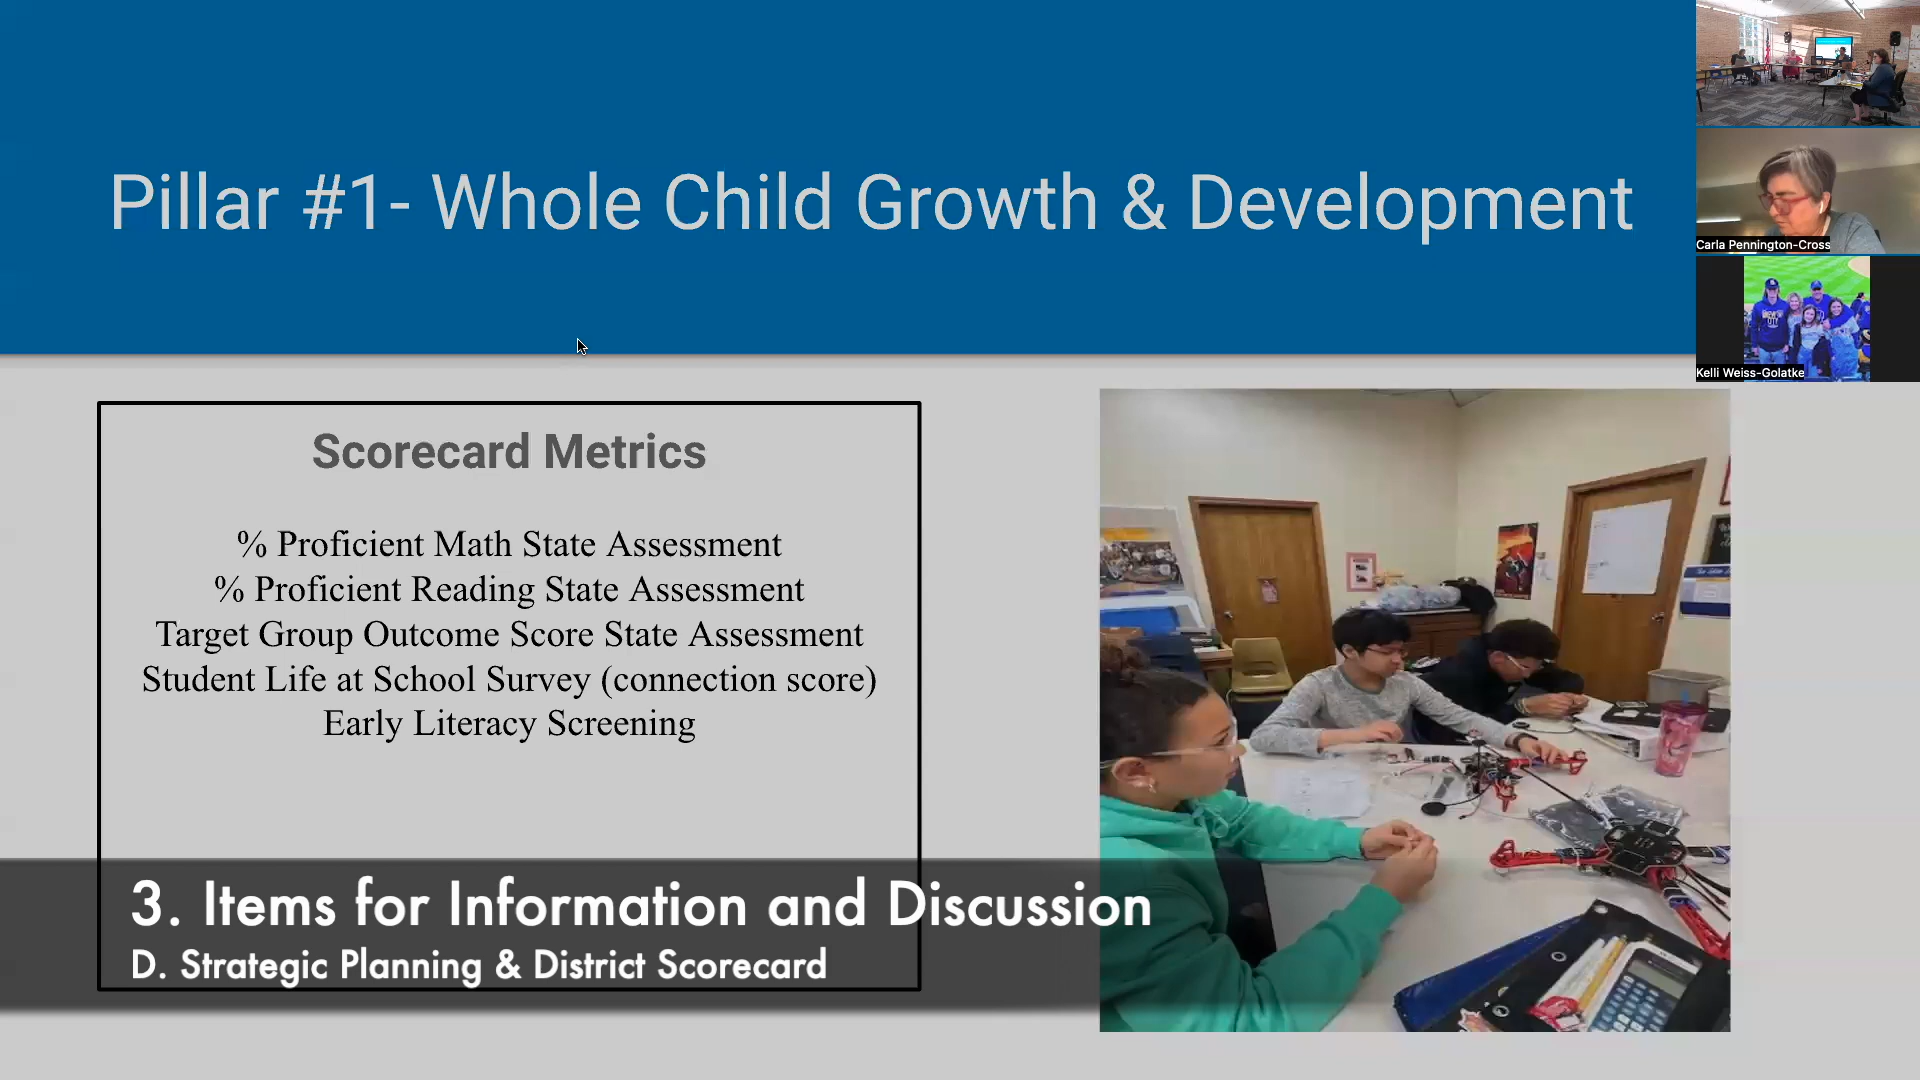 Pillar #1- Whole Child Growth & Development
Carla Pennington-Cross
Kelli Weiss-Golatke
Scorecard Metrics
% Proficient Math State Assessment
% Proficient Reading State Assessment
Target Group Outcome Score State Assessment
Student Life at School Survey (connection score)
Early Literacy Screening
3. Items for Information and Discussion
D. Strategic Planning & District Scorecard